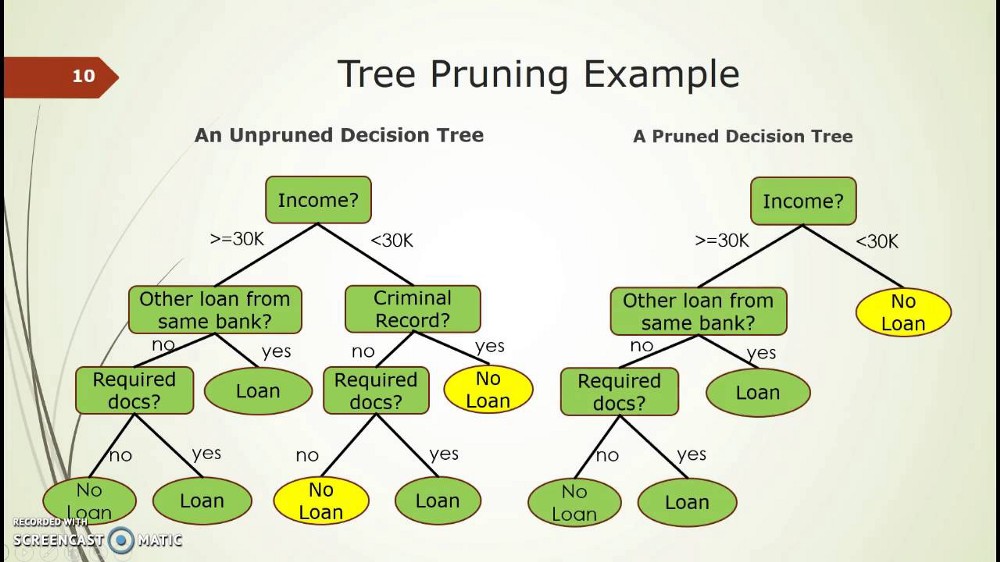 10
Tree Pruning Example
An Unpruned Decision Tree
A Pruned Decision Tree
Income?
>=30K
<30K
Other loan from
same bank?
Criminal
Record?
no
yes
no
yes
Required
docs?
Loan
Required
docs?
No
Loan
no
yes
no
yes
No
Loan
Loan
No
Loan
Loan
Income?
>=30K
<30K
Other loan from
same bank?
No
Loan
no
yes
Required
docs?
Loan
no
yes
No
Loan
Loan
RECORDED WITH
SCREENCAST MATIC